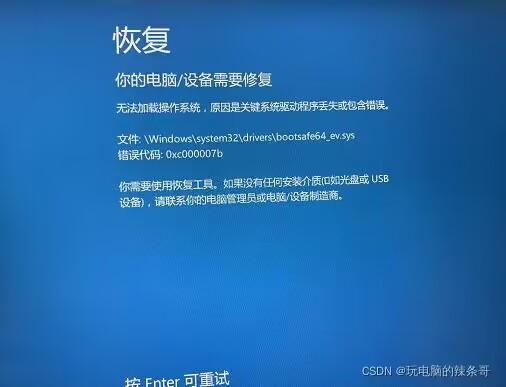 恢复
你的电脑/设备需要修复
无法加载操作系统，原因是关键系统驱动程序丢失或包含错误。
文件: \Windows\system32\drivers\bootsafe64_ev.sys
错误代码: 0xc000007b
你需要使用恢复工具。如果没有任何安装介质(如光盘或 USB
设备)，请联系你的电脑管理员或电脑/设备制造商。
按 Enter 可重试
CSDN @玩电脑的辣条哥